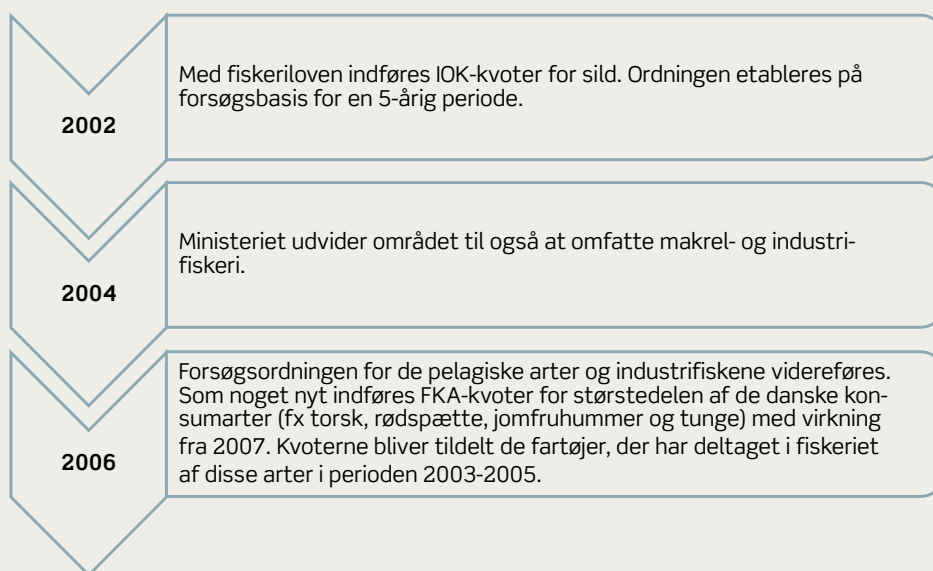 2002
Med fiskeriloven indføres IOK-kvoter for sild. Ordningen etableres på
forsøgsbasis for en 5-årig periode.
2004
Ministeriet udvider området til også at omfatte makrel- og industri-
fiskeri.
2006
Forsøgsordningen for de pelagiske arter og industrifiskene videreføres.
Som noget nyt indføres FKA-kvoter for størstedelen af de danske kon-
sumarter (fx torsk, rødspætte, jomfruhummer og tunge) med virkning
fra 2007. Kvoterne bliver tildelt de fartøjer, der har deltaget i fiskeriet
af disse arter i perioden 2003-2005.